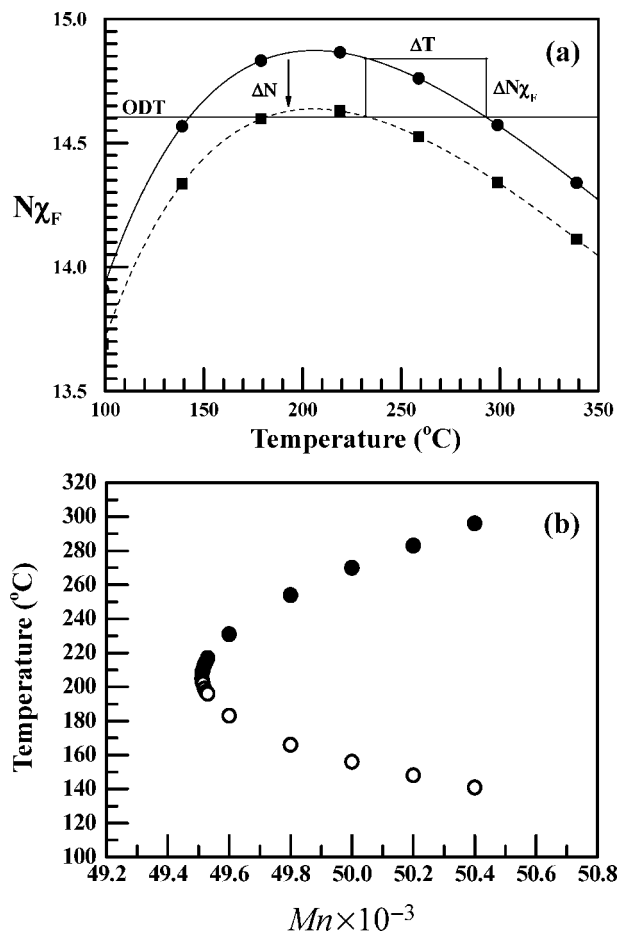 15.0
(a)
ΔT
ΔN
ΔNχF
ODT
14.5
NχF
14.0
13.5
100 150 200 250 300 350
Temperature (oC)
320
(b)
300
280
260
240
220
200
180
160
140
120
100
Temperature (oC)
49.2 49.4 49.6 49.8 50.0 50.2 50.4 50.6 50.8
Mn×10−3